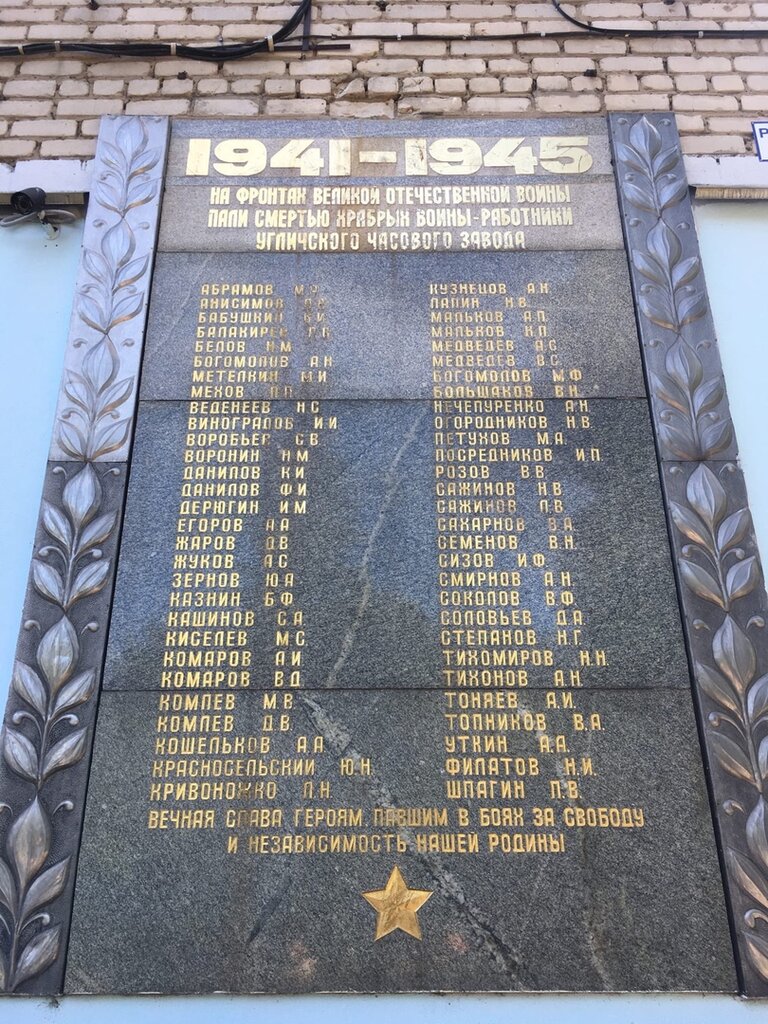 1941-1945
НА ФРОНТАХ ВЕЛИКОЙ ОТЕЧЕСТВЕННОЙ ВОЙНЫ
ПАЛИ СМЕРТЬЮ ХРАБРЫХ ВОИНЫ-РАБОТНИКИ
УГЛИЧСКОГО ЧАСОВОГО ЗАВОДА
АБРАМОВ
АНИСИМОВ
БАБУШКИН
БАЛАКИРЕВ
БЕЛОВ Н.М.
БОГОМОЛОВ А.Н.
МЕТЕЛКИН М.И.
МЕХОВ
ВЕДЕНЕЕВ Н.С.
ВИНОГРАДОВ И.И.
ВОРОБЬЕВ С.В.
ВОРОНИН Н.М.
ДАНИЛОВ К.И.
ДАНИЛОВ Ф.И.
ДЕРЮГИН И.М.
ЕГОРОВ А.А.
ЖАРОВ Д.В.
ЖУКОВ А.С.
ЗЕРНОВ Ю.А.
КАЗНИН Б.Ф.
КАШИНОВ С.А.
КИСЕЛЕВ М.С.
КОМАРОВ А.И.
КОМАРОВ В.Д.
КОМЛЕВ М.В.
КОМЛЕВ Д.В.
КОШЕЛЬКОВ А.А.
КРАСНОСЕЛЬСКИЙ Ю.Н.
КРИВОНОЖКО Л.Н.
КУЗНЕЦОВ А.Н.
ЛАПИН Н.В.
МАЛЬКОВ А.П.
МАЛЬКОВ Н.П.
МЕДВЕДЕВ А.С.
МЕДВЕДЕВ В.С.
БОГОМОЛОВ М.Ф.
БОЛЬШАКОВ В.Н.
НЕЧЕПУРЕНКО А.Н.
ОГОРОДНИКОВ Н.В.
ПЕТУХОВ М.А.
ПОСРЕДНИКОВ И.П.
РОЗОВ В.В.
САЖИНОВ Н.В.
САЖИНОВ Л.В.
САХАРНОВ В.А.
СЕМЕНОВ В.Н.
СИЗОВ И.Ф.
СМИРНОВ А.Н.
СОКОЛОВ В.Ф.
СОЛОВЬЕВ Д.А.
СТЕПАНОВ Н.Г.
ТИХОМИРОВ Н.Н.
ТИХОНОВ А.Н.
ТОНЯЕВ А.И.
ТОПНИКОВ В.А.
УТКИН А.А.
ФИЛАТОВ Н.И.
ШПАГИН Л.В.
ВЕЧНАЯ СЛАВА ГЕРОЯМ, ПАВШИМ В БОЯХ ЗА СВОБОДУ
И НЕЗАВИСИМОСТЬ НАШЕЙ РОДИНЫ